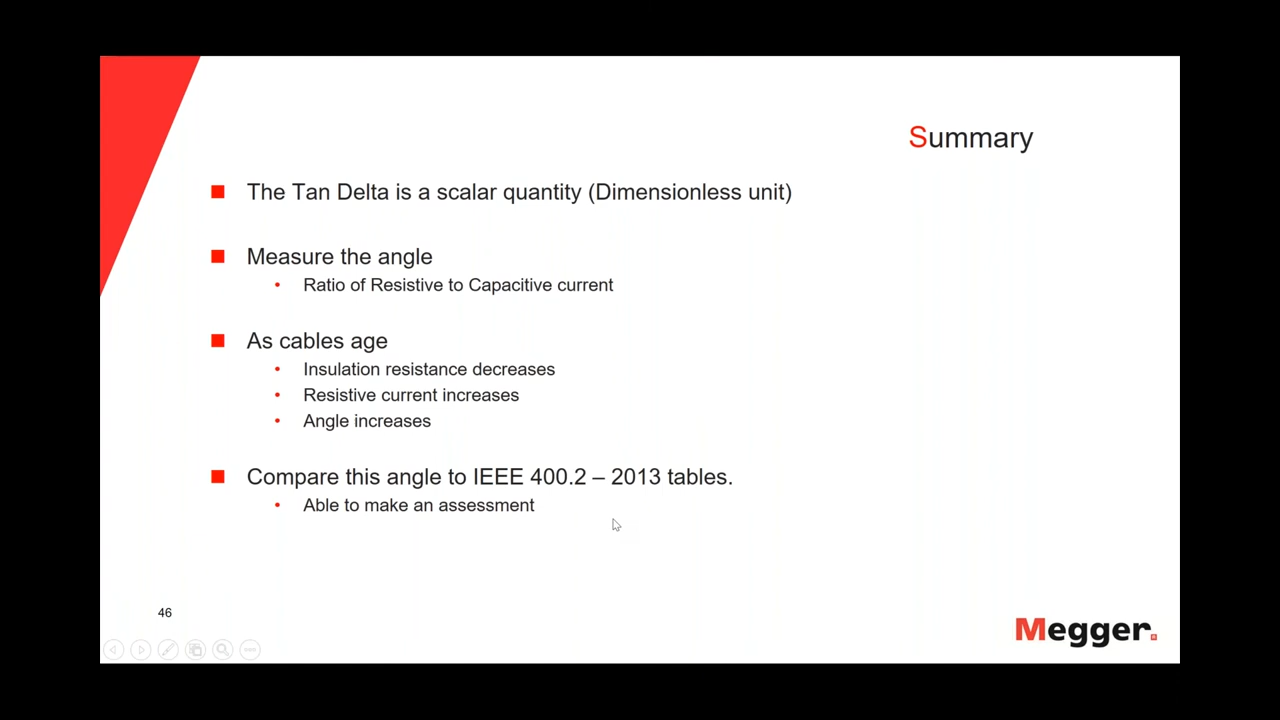 Summary
The Tan Delta is a scalar quantity (Dimensionless unit)
Measure the angle
Ratio of Resistive to Capacitive current
As cables age
Insulation resistance decreases
Resistive current increases
Angle increases
Compare this angle to IEEE 400.2 – 2013 tables.
Able to make an assessment
46
Megger.